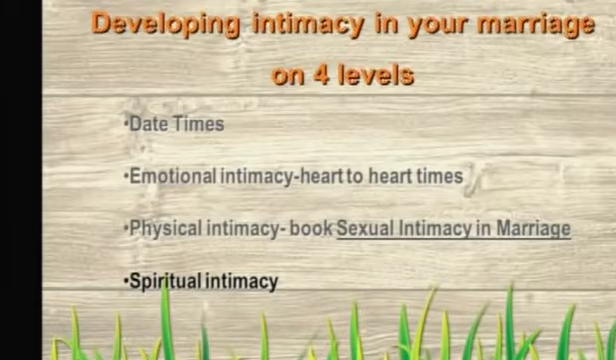 Developing intimacy in your marriage
on 4 levels
•Date Times
•Emotional intimacy-heart to heart times
•Physical intimacy- book Sexual Intimacy in Marriage
•Spiritual intimacy